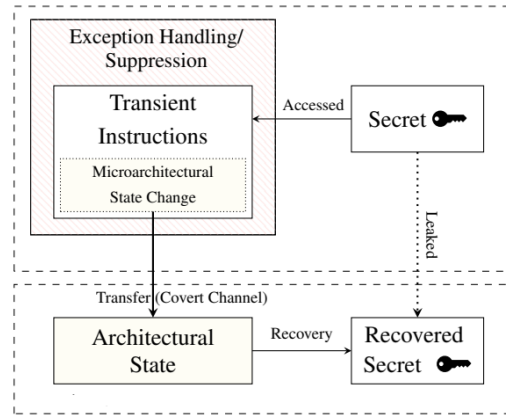 Exception Handling/
Suppression
Transient
Instructions
Microarchitectural
State Change
Accessed
Secret
Leaked
Transfer (Covert Channel)
Architectural
State
Recovery
Recovered
Secret